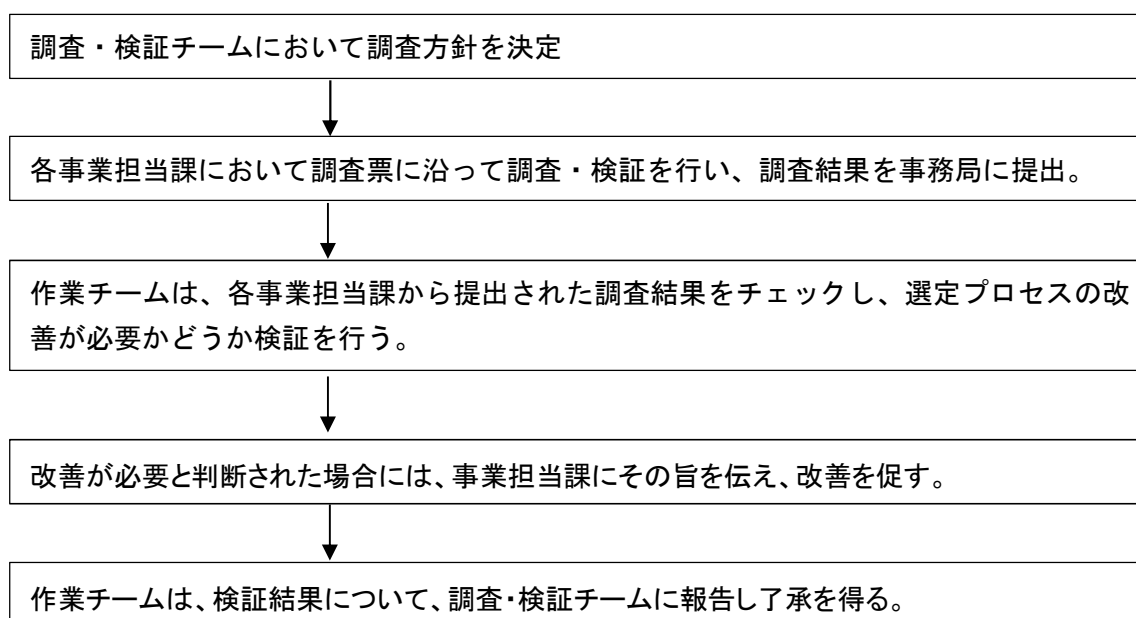 調査・検証チームにおいて調査方針を決定
各事業担当課において調査票に沿って調査・検証を行い、調査結果を事務局に提出。
作業チームは、各事業担当課から提出された調査結果をチェックし、選定プロセスの改
善が必要かどうか検証を行う。
改善が必要と判断された場合には、事業担当課にその旨を伝え、改善を促す。
作業チームは、検証結果について、調査・検証チームに報告し了承を得る。